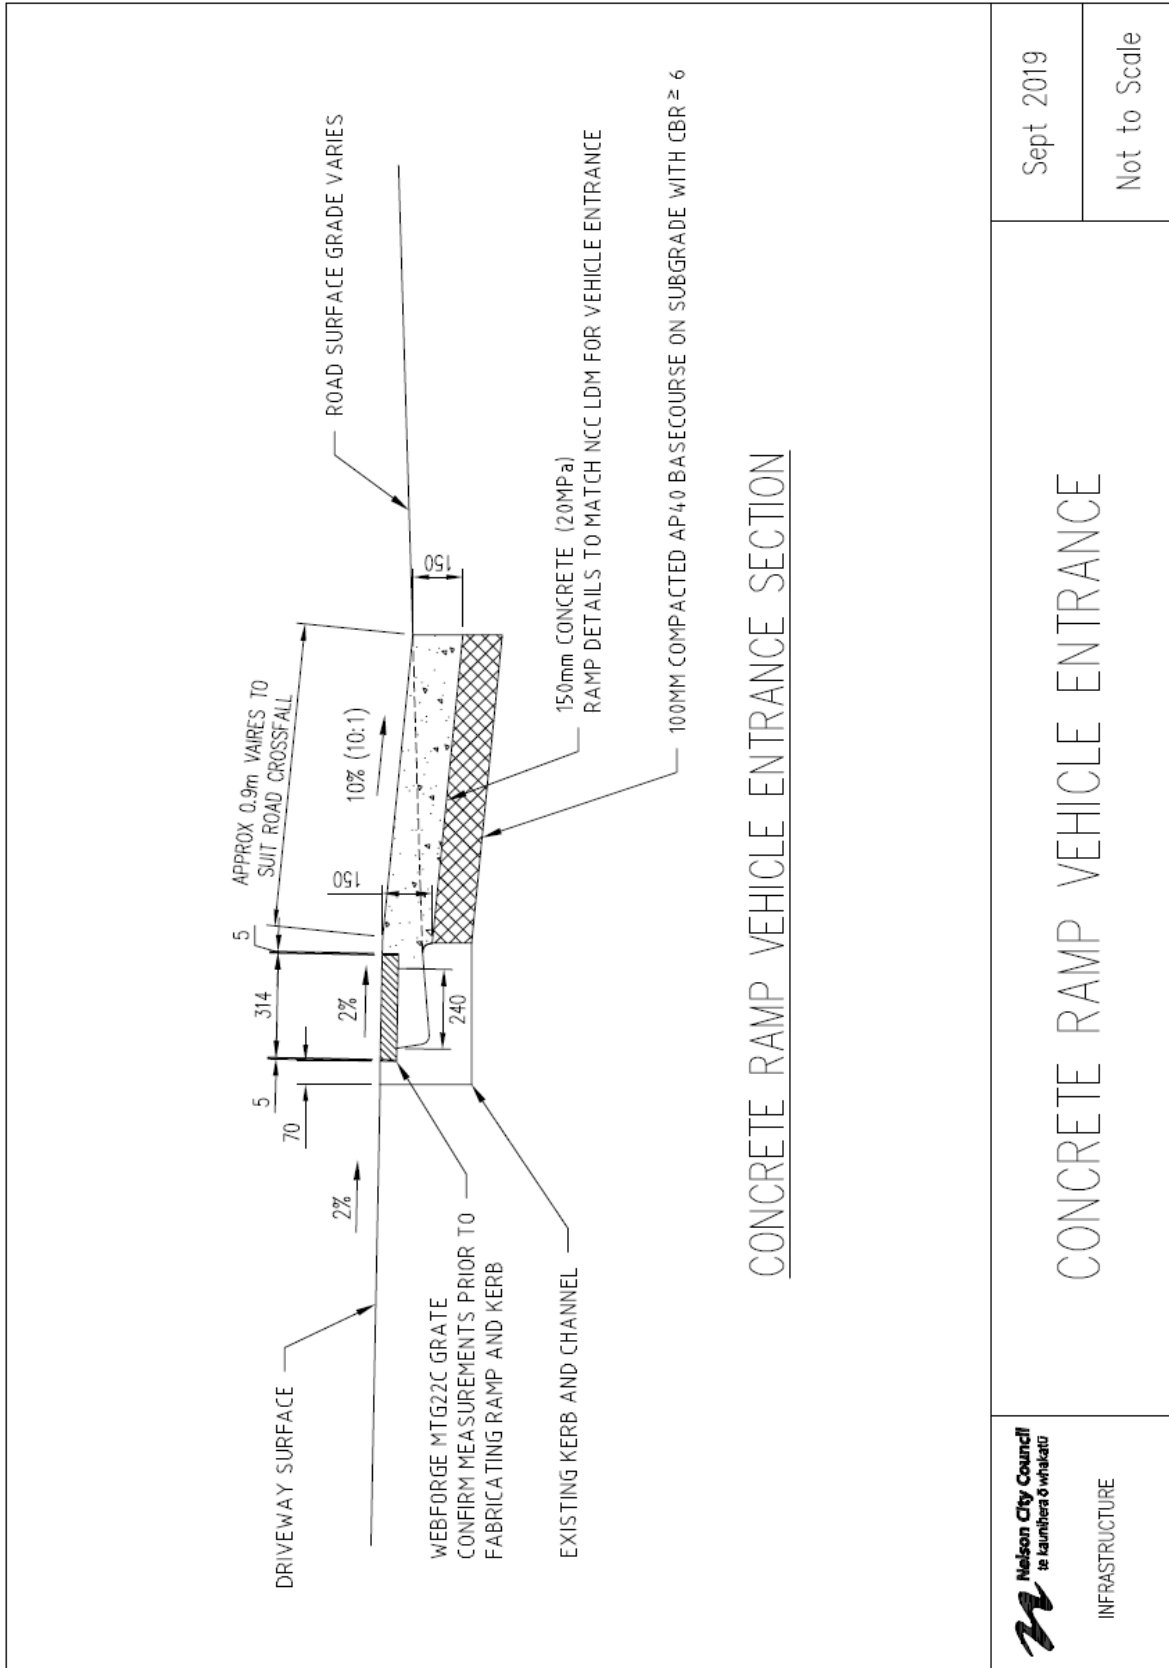 DRIVEWAY SURFACE
2%
70
5
314
5
2%
APPROX 0.9m VAIRES TO
SUIT ROAD CROSSFALL
150
10% (10:1)
240
150
ROAD SURFACE GRADE VARIES
WEBFORGE MTG22C GRATE
CONFIRM MEASUREMENTS PRIOR TO
FABRICATING RAMP AND KERB
EXISTING KERB AND CHANNEL
150mm CONCRETE (20MPa)
RAMP DETAILS TO MATCH NCC LDM FOR VEHICLE ENTRANCE
100MM COMPACTED AP40 BASECOURSE ON SUBGRADE WITH CBR ≥ 6
CONCRETE RAMP VEHICLE ENTRANCE SECTION
Nelson City Council
te kaunihera ō whakatū
INFRASTRUCTURE
CONCRETE RAMP VEHICLE ENTRANCE
Sept 2019
Not to Scale